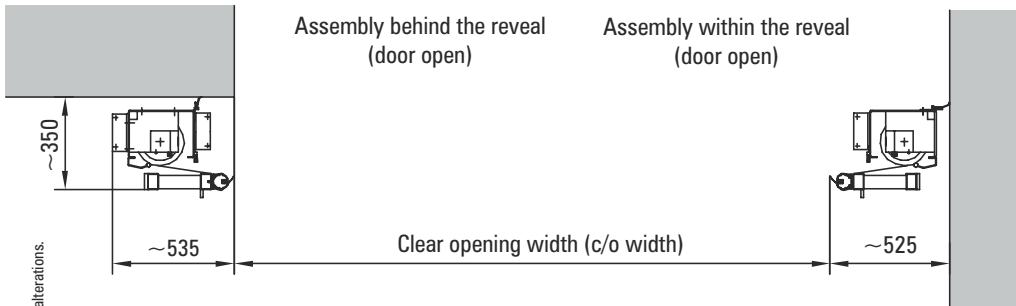 Assembly behind the reveal
(door open)
Assembly within the reveal
(door open)
~350
~535
Clear opening width (c/o width)
~525
alterations.